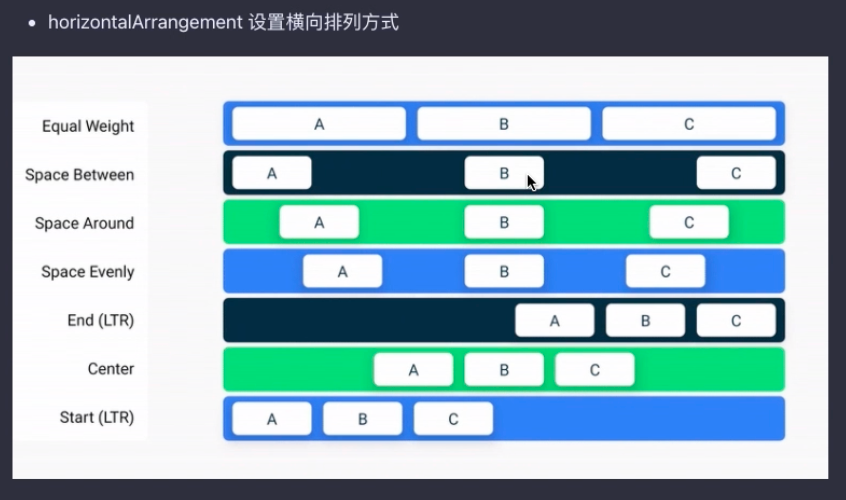 • horizontalArrangement 设置横向排列方式
Equal Weight A B C
Space Between A B C
Space Around A B C
Space Evenly A B C
End (LTR) A B C
Center A B C
Start (LTR) A B C